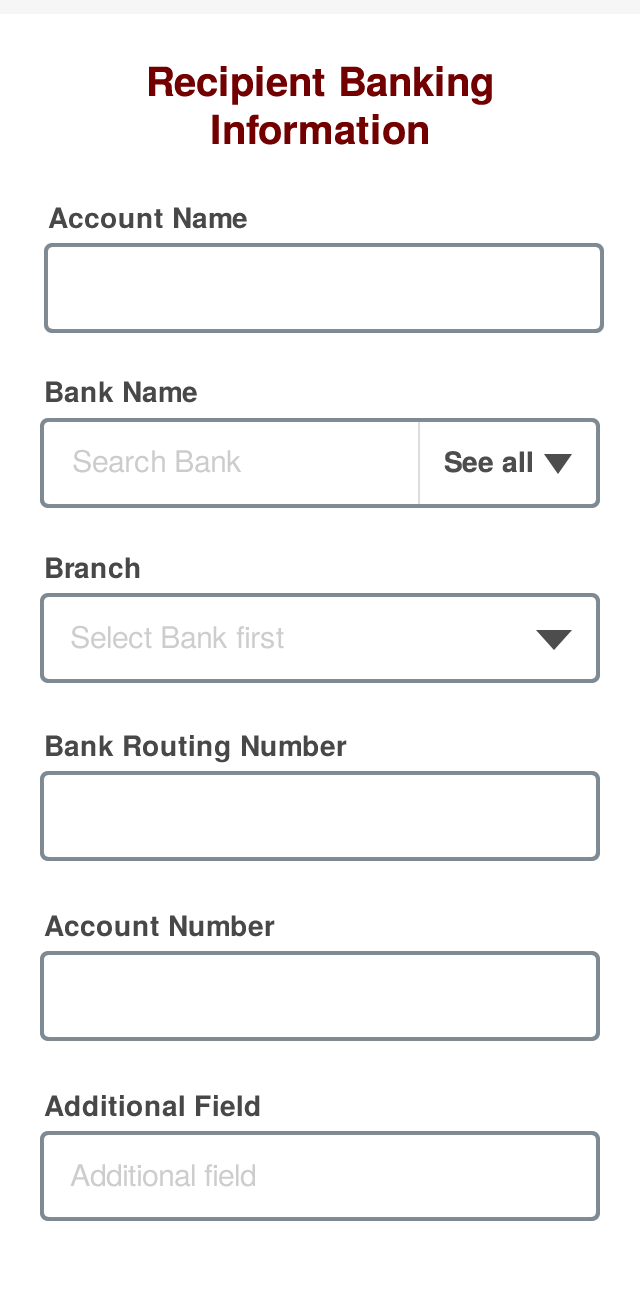 Recipient Banking
Information
Account Name
Bank Name
Search Bank
See all
Branch
Select Bank first
Bank Routing Number
Account Number
Additional Field
Additional field